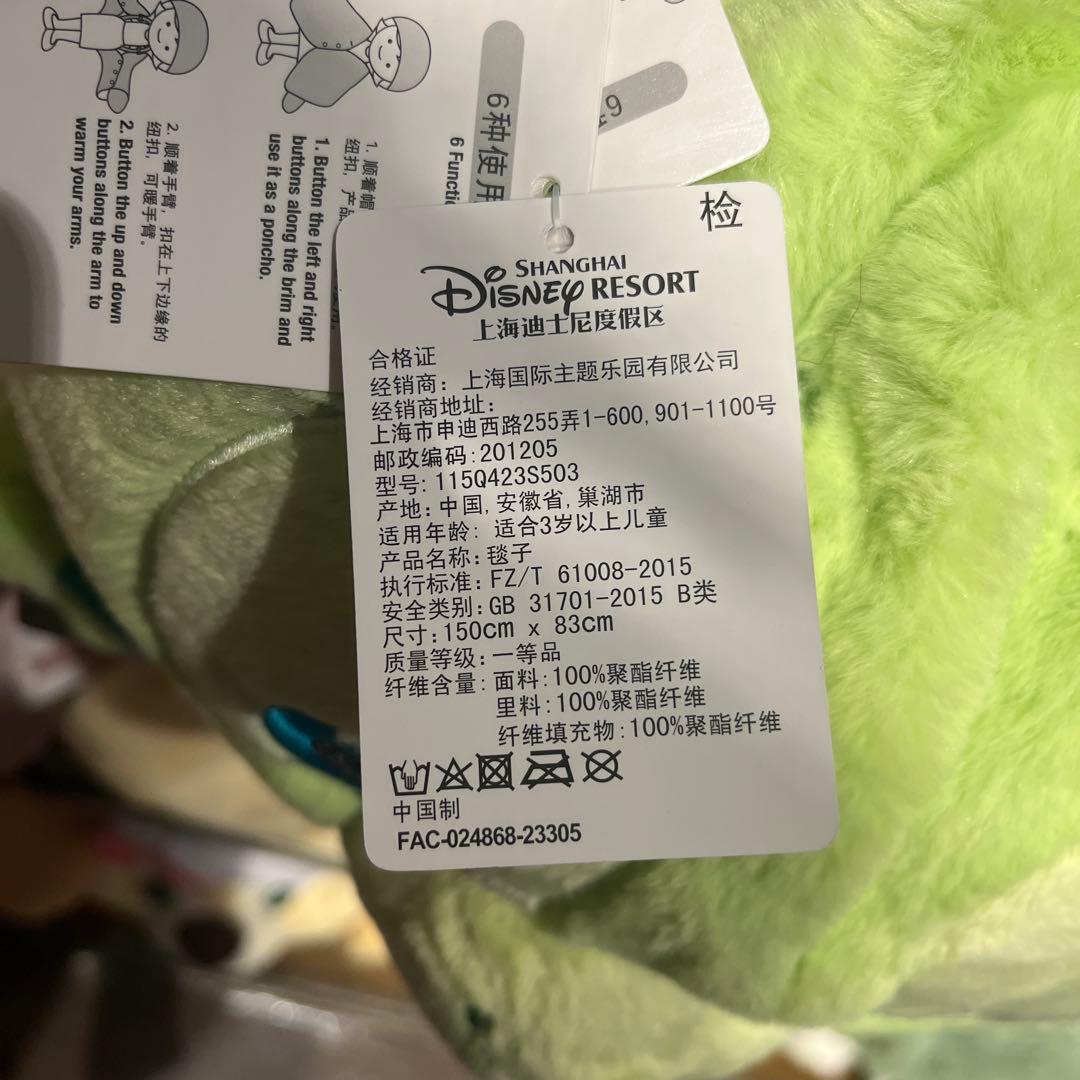 检
SHANGHAI
DISNEY RESORT
上海迪士尼度假区
合格证
经销商: 上海国际主题乐园有限公司
经销商地址:
上海市申迪西路255弄1-600,901-1100号
邮政编码:201205
型号: 115Q423S503
产地: 中国, 安徽省, 巢湖市
适用年龄: 适合3岁以上儿童
产品名称: 毯子
执行标准: FZ/T 61008-2015
安全类别: GB 31701-2015 B类
尺寸: 150cm x 83cm
质量等级: 一等品
纤维含量: 面料: 100%聚酯纤维
里料: 100%聚酯纤维
纤维填充物: 100%聚酯纤维
中国制
FAC-024868-23305
6种使用
6
1. 顺着帽
纽扣, 产
1. Button the left and right
buttons along the brim and
use it as a poncho.
2. 顺着手臂, 扣在上下边缘的
纽扣, 可暖手臂。
2. Button the up and down
buttons along the arm to
warm your arms.